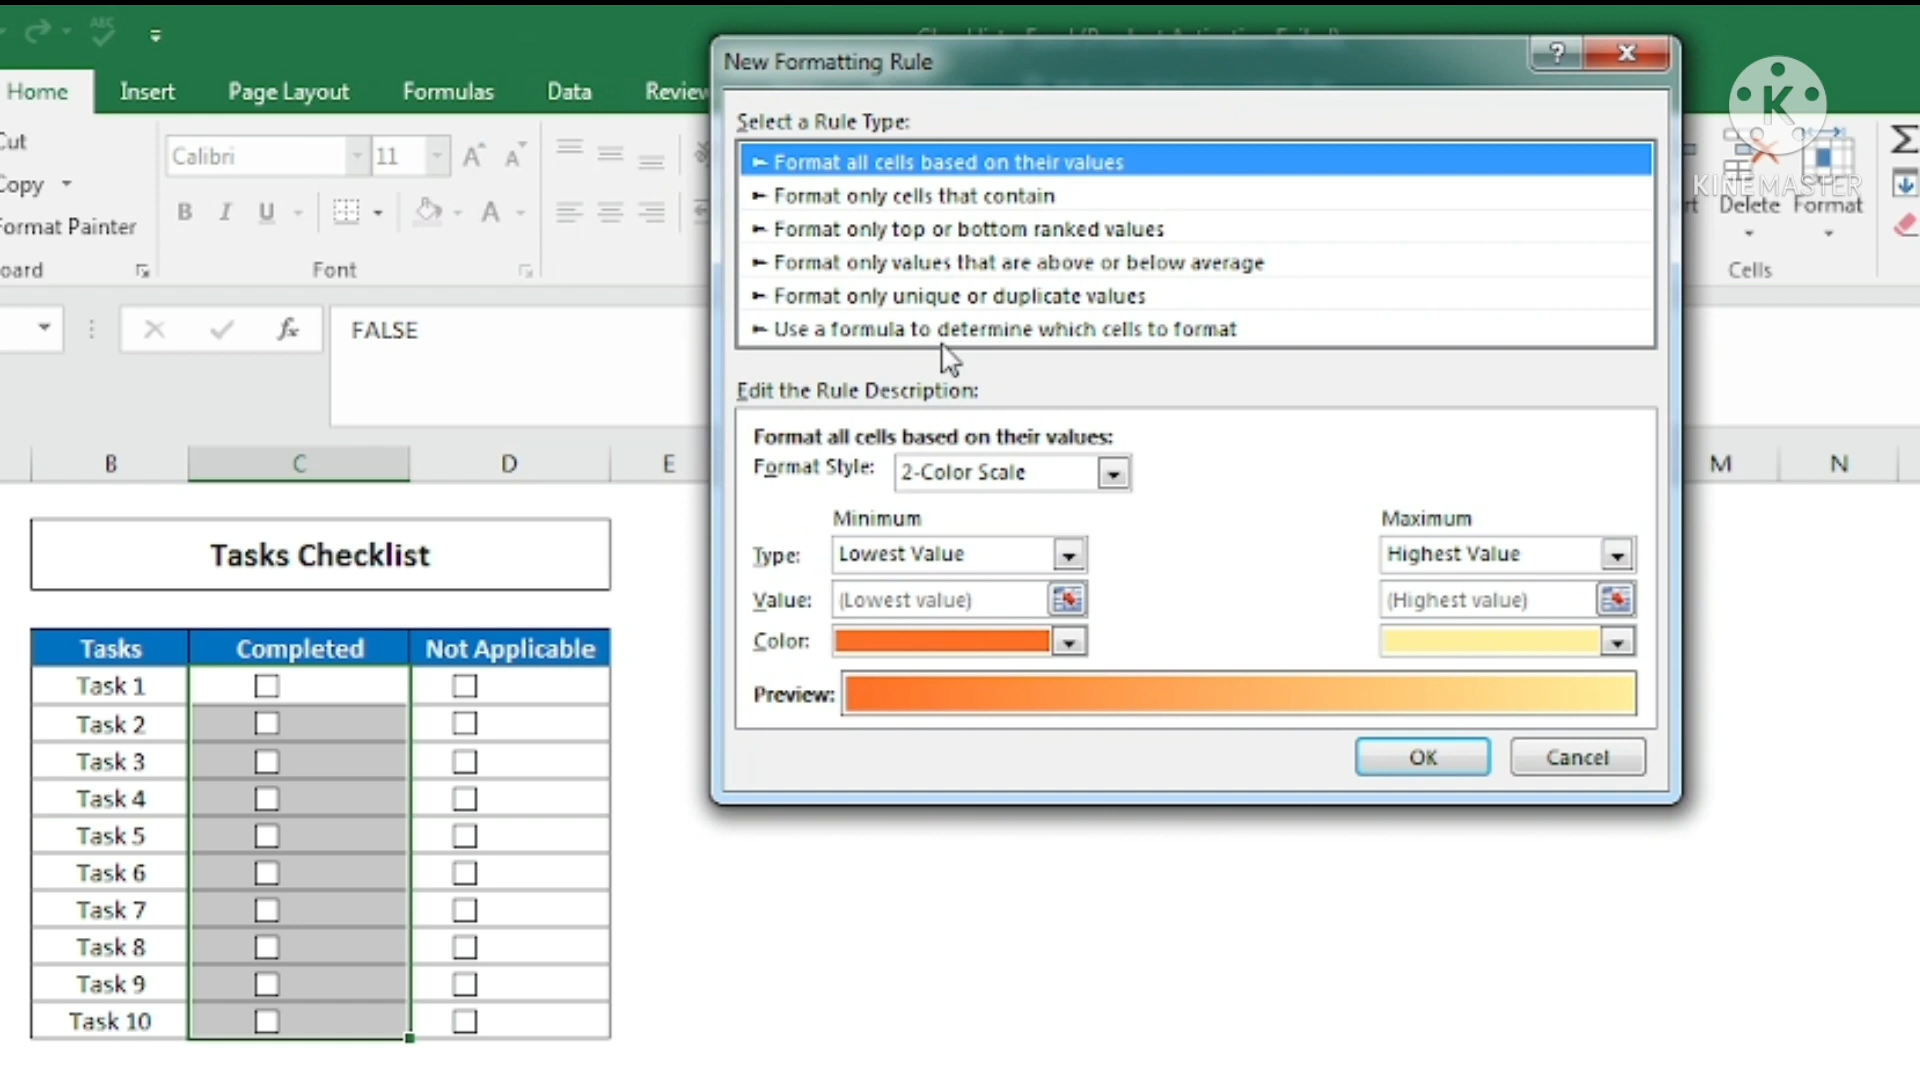 ABC
New Formatting Rule
?
Home Insert Page Layout Formulas Data Review
Select a Rule Type:
Cut
Calibri 11
Format all cells based on their values
Copy
Format only cells that contain
K
KINEMASTER
B I U A
Format Painter
Format only top or bottom ranked values
Delete Format
Format only values that are above or below average
Font
Cells
Format only unique or duplicate values
Use a formula to determine which cells to format
fx FALSE
Edit the Rule Description:
Format all cells based on their values:
Format Style: 2-Color Scale
B C D E M N
Minimum Maximum
Type: Lowest Value Highest Value
Value: (Lowest value) (Highest value)
Color:
Preview:
OK Cancel
Tasks Checklist
Tasks Completed Not Applicable
Task 1
Task 2
Task 3
Task 4
Task 5
Task 6
Task 7
Task 8
Task 9
Task 10